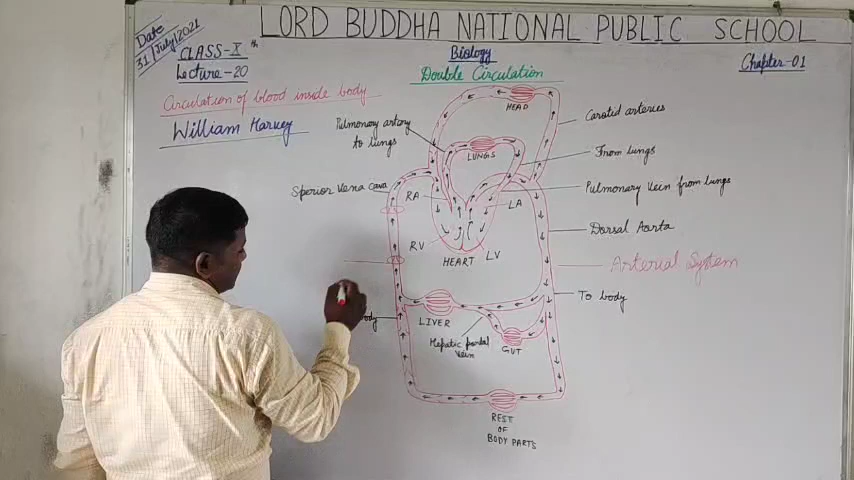 LORD BUDDHA NATIONAL PUBLIC SCHOOL
Date
31/July/2021
CLASS-X th
Lecture-20
Biology
Double Circulation
Chapter-01
Circulation of blood inside body
William Harvey
HEAD
Carated arteries
Pulmonary artery
to lungs
LUNGS
From lungs
Sperior Vena cava
RA
LA
Pulmonary Vein from lungs
Dorsal Aorta
RV
LV
HEART
Arterial System
To body
LIVER
Hepatic portal
vein
GUT
REST
OF
BODY PARTS